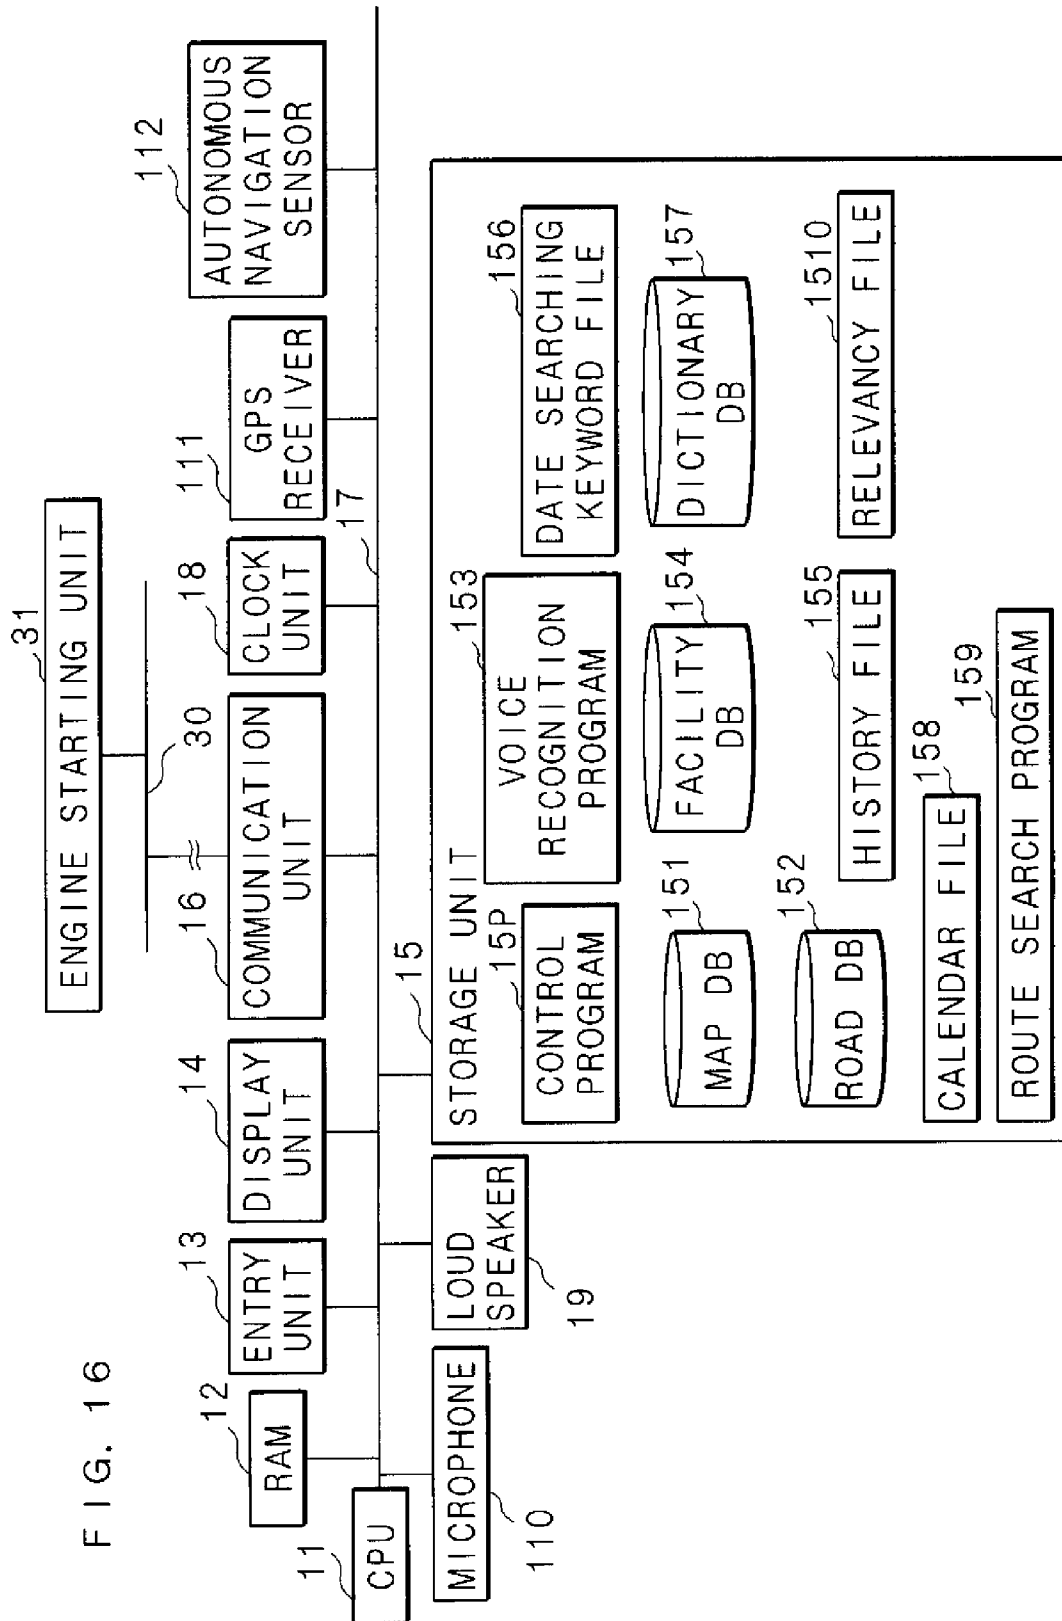 FIG. 16
31
ENGINE STARTING UNIT
30
11
CPU
12
RAM
13
ENTRY
UNIT
14
DISPLAY
UNIT
16
COMMUNICATION
UNIT
18
CLOCK
UNIT
111
GPS
RECEIVER
112
AUTONOMOUS
NAVIGATION
SENSOR
17
MICROPHONE
110
LOUD
SPEAKER
19
15
STORAGE UNIT
15P
CONTROL
PROGRAM
153
VOICE
RECOGNITION
PROGRAM
156
DATE SEARCHING
KEYWORD FILE
151
MAP DB
154
FACILITY
DB
157
DICTIONARY
DB
152
ROAD DB
155
HISTORY FILE
1510
RELEVANCY FILE
158
CALENDAR FILE
159
ROUTE SEARCH PROGRAM